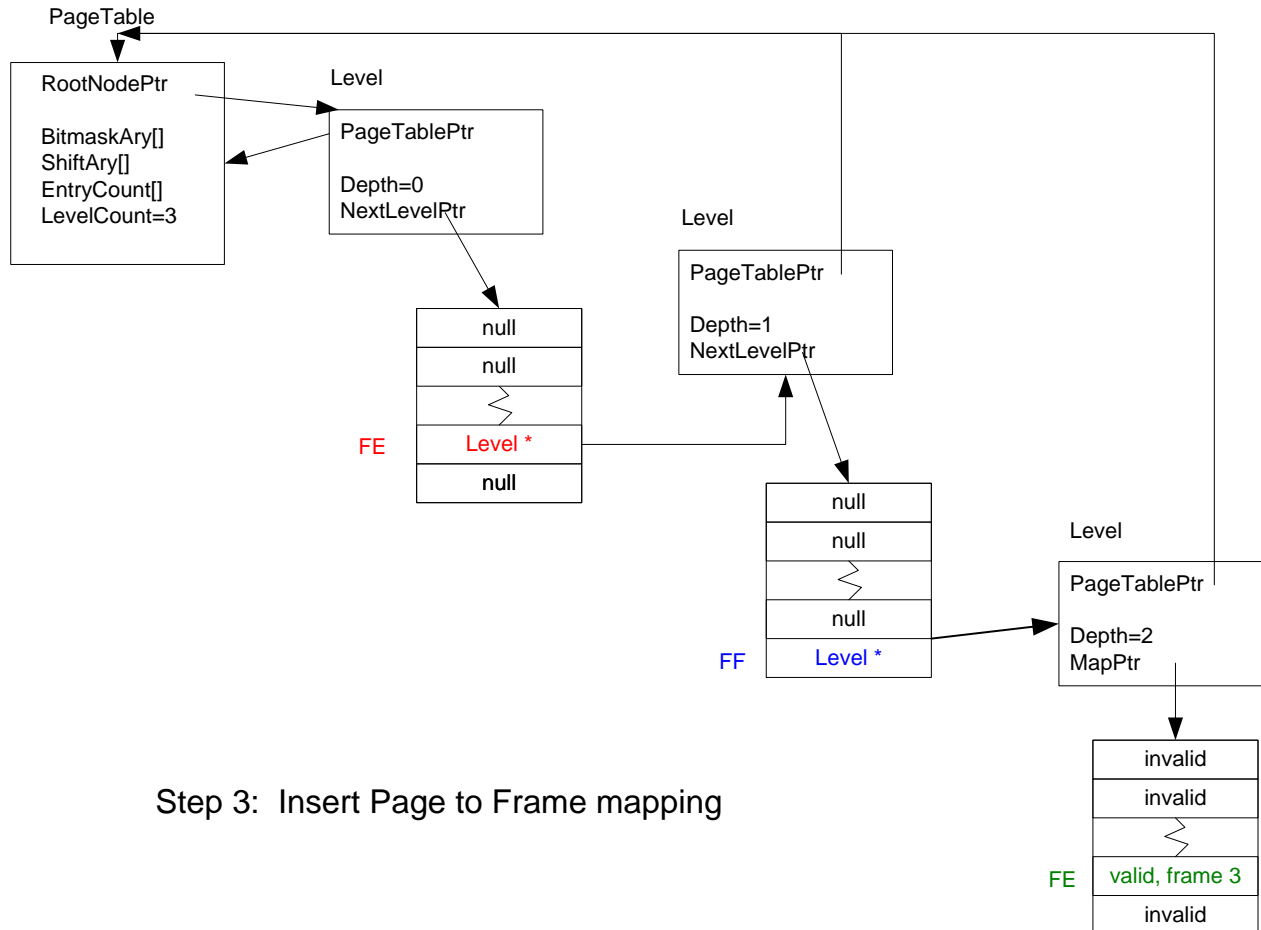 PageTable
RootNodePtr
BitmaskAry[]
ShiftAry[]
EntryCount[]
LevelCount=3
Level
PageTablePtr
Depth=0
NextLevelPtr
null
null
FE
Level *
null
Level
PageTablePtr
Depth=1
NextLevelPtr
null
null
null
FF
Level *
Level
PageTablePtr
Depth=2
MapPtr
invalid
invalid
FE
valid, frame 3
invalid
Step 3: Insert Page to Frame mapping